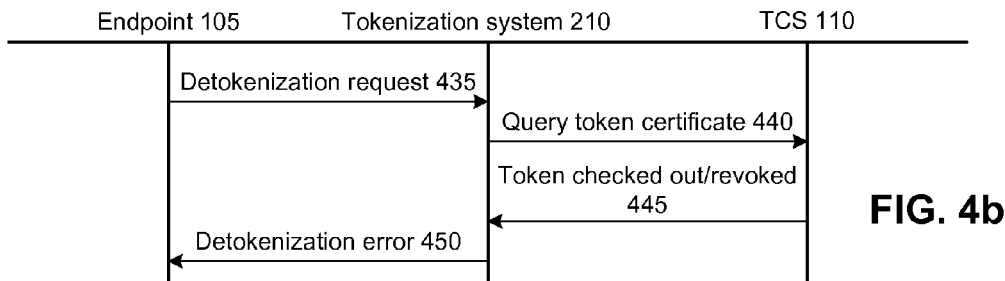 Endpoint 105 Tokenization system 210 TCS 110
Detokenization request 435
Query token certificate 440
Token checked out/revoked
445
FIG. 4b
Detokenization error 450